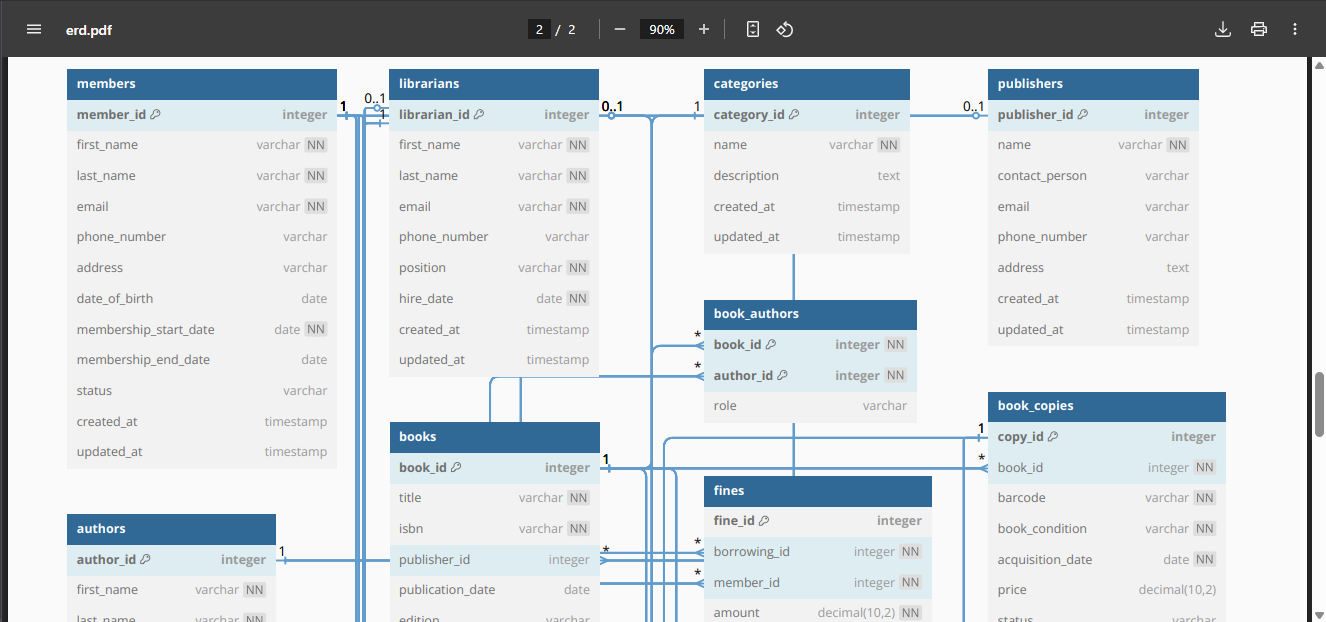 erd.pdf
2 / 2
90%
members
member_id integer
first_name varchar NN
last_name varchar NN
email varchar NN
phone_number varchar
address varchar
date_of_birth date
membership_start_date date NN
membership_end_date date
status varchar
created_at timestamp
updated_at timestamp
1
0..1
1
librarians
librarian_id integer
first_name varchar NN
last_name varchar NN
email varchar NN
phone_number varchar
position varchar NN
hire_date date NN
created_at timestamp
updated_at timestamp
0..1
1
categories
category_id integer
name varchar NN
description text
created_at timestamp
updated_at timestamp
0..1
publishers
publisher_id integer
name varchar NN
contact_person varchar
email varchar
phone_number varchar
address text
created_at timestamp
updated_at timestamp
book_authors
* book_id integer NN
* author_id integer NN
role varchar
books
book_id integer 1
title varchar NN
isbn varchar NN
publisher_id integer *
publication_date date
edition varchar
book_copies
1 copy_id integer
* book_id integer NN
barcode varchar NN
book_condition varchar NN
acquisition_date date NN
price decimal(10,2)
status varchar
fines
fine_id integer
* borrowing_id integer NN
* member_id integer NN
amount decimal(10,2) NN
authors
author_id integer 1
first_name varchar NN
last_name varchar NN